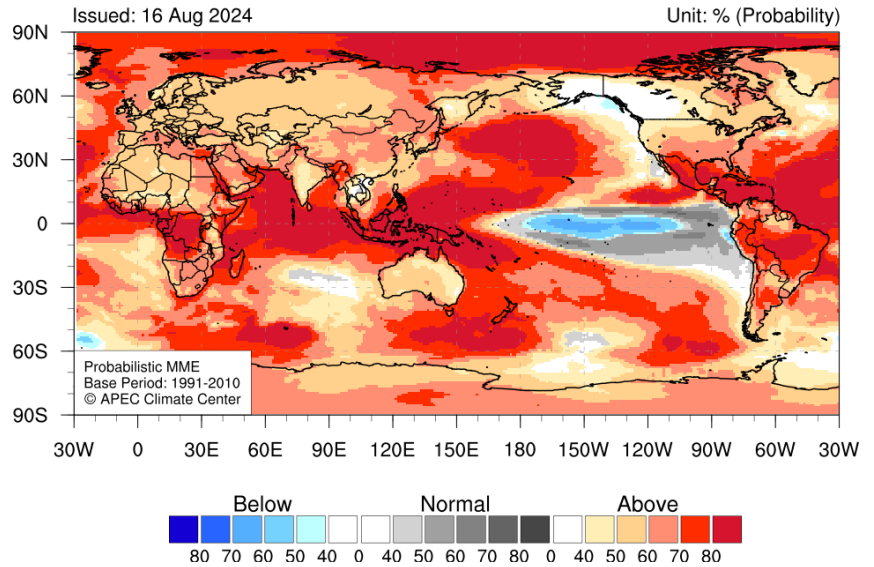 Issued: 16 Aug 2024 Unit: % (Probability)
90N
60N
30N
0
30S
60S
90S
Probabilistic MME
Base Period: 1991-2010
© APEC Climate Center
30W 0 30E 60E 90E 120E 150E 180 150W 120W 90W 60W 30W
Below Normal Above
80 70 60 50 40 0 40 50 60 70 80 0 40 50 60 70 80